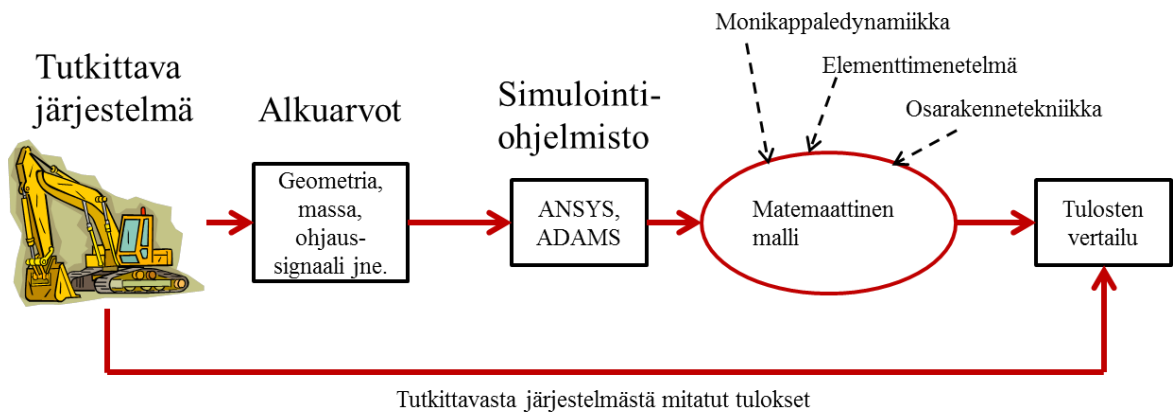 Monikappaledynamiikka
Elementtimenetelmä
Osarakennetekniikka
Tutkittava
järjestelmä
Alkuarvot
Simulointi-
ohjelmisto
Geometria,
massa,
ohjaus-
signaali jne.
ANSYS,
ADAMS
Matemaattinen
malli
Tulosten
vertailu
Tutkittavasta järjestelmästä mitatut tulokset